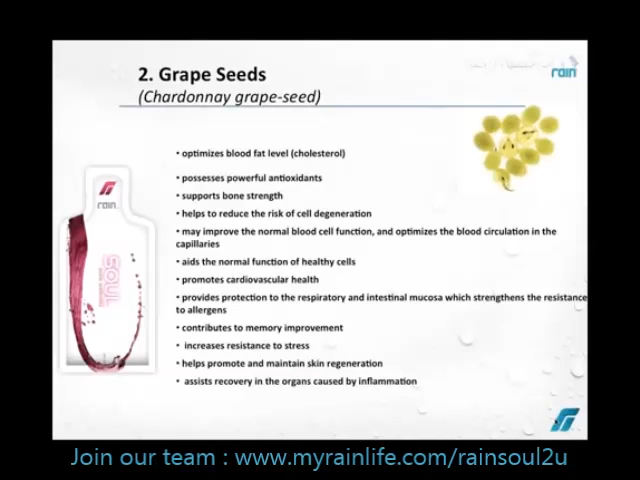 2. Grape Seeds
(Chardonnay grape-seed)
rain
• optimizes blood fat level (cholesterol)
• possesses powerful antioxidants
• supports bone strength
• helps to reduce the risk of cell degeneration
• may improve the normal blood cell function, and optimizes the blood circulation in the
capillaries
• aids the normal function of healthy cells
• promotes cardiovascular health
• provides protection to the respiratory and intestinal mucosa which strengthens the resistance
to allergens
• contributes to memory improvement
• increases resistance to stress
• helps promote and maintain skin regeneration
• assists recovery in the organs caused by inflammation
rain
SOUL
Join our team : www.myrainlife.com/rainsoul2u